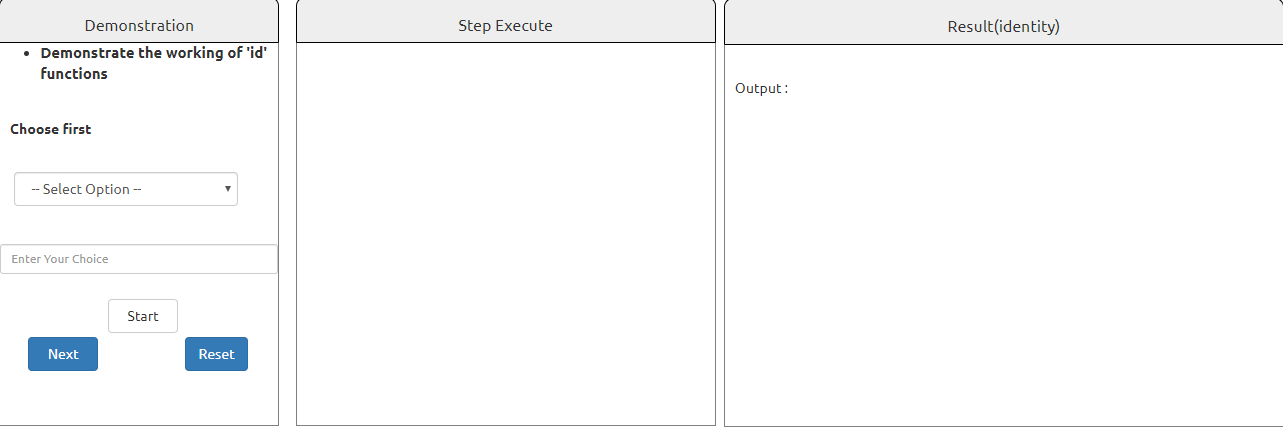 Demonstration
Demonstrate the working of 'id'
functions
Choose first
-- Select Option --
Enter Your Choice
Start
Next
Reset
Step Execute
Result(identity)
Output :